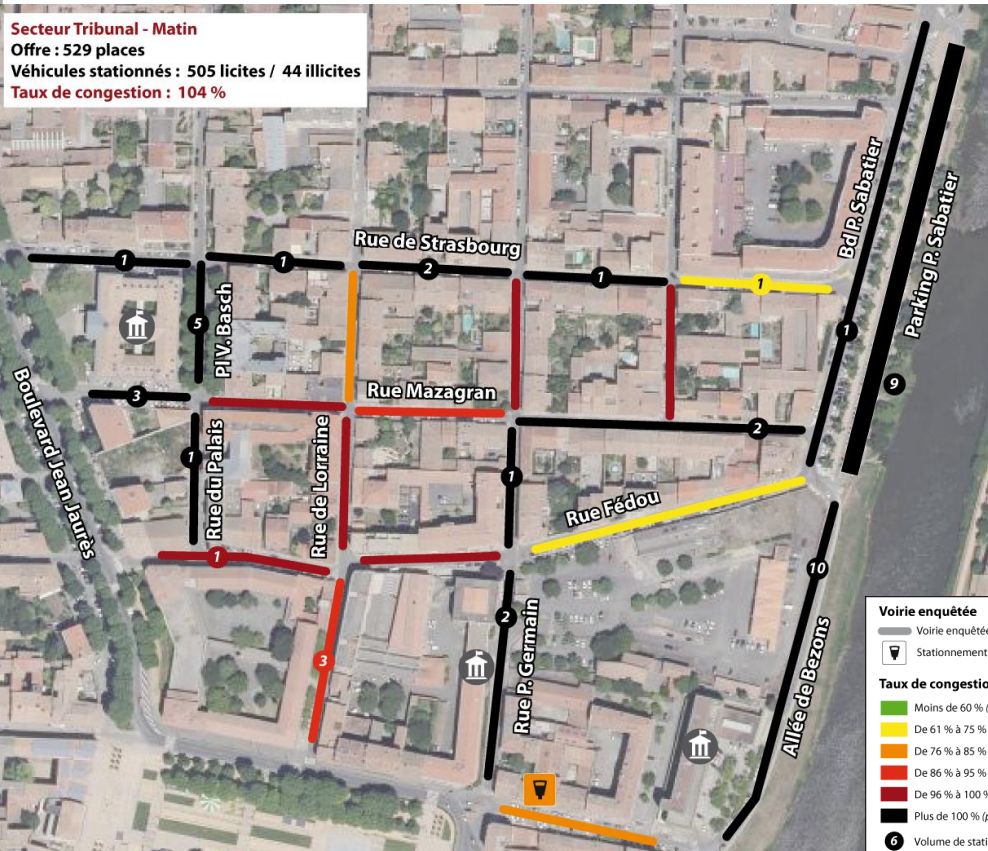 Secteur Tribunal - Matin
Offre : 529 places
Véhicules stationnés : 505 licites / 44 illicites
Taux de congestion : 104 %
Bd P. Sabatier
Parking P. Sabatier
Rue de Strasbourg
1
1
2
1
1
Pl V. Basch
5
1
9
Boulevard Jean Jaurès
3
Rue Mazagran
2
1
Rue du Palais
Rue de Lorraine
1
Rue Fédou
1
10
2
Rue P. Germain
3
Allée de Bezons
Voirie enquêtée
Voirie enquêtée
Stationnement
Taux de congestion
Moins de 60 %
De 61 % à 75 %
De 76 % à 85 %
De 86 % à 95 %
De 96 % à 100 %
Plus de 100 %
6
Volume de